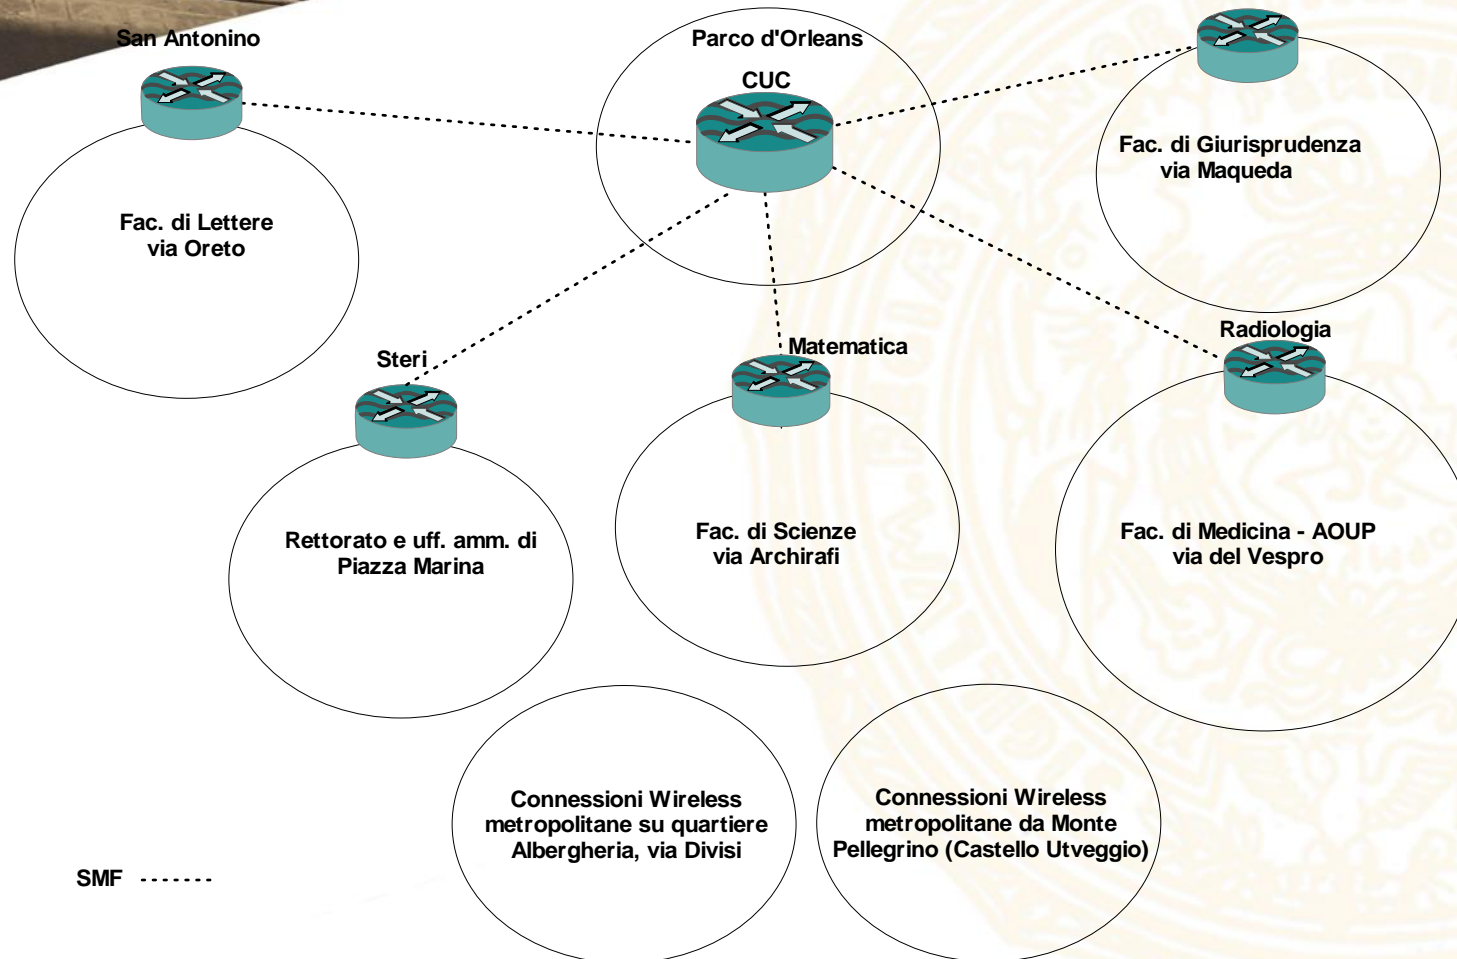 San Antonino
Parco d'Orleans
CUC
Fac. di Giurisprudenza
via Maqueda
Fac. di Lettere
via Oreto
Radiologia
Matematica
Steri
Rettorato e uff. amm. di
Piazza Marina
Fac. di Scienze
via Archirafi
Fac. di Medicina - AOUP
via del Vespro
Connessioni Wireless
metropolitane su quartiere
Albergheria, via Divisi
Connessioni Wireless
metropolitane da Monte
Pellegrino (Castello Utveggio)
SMF